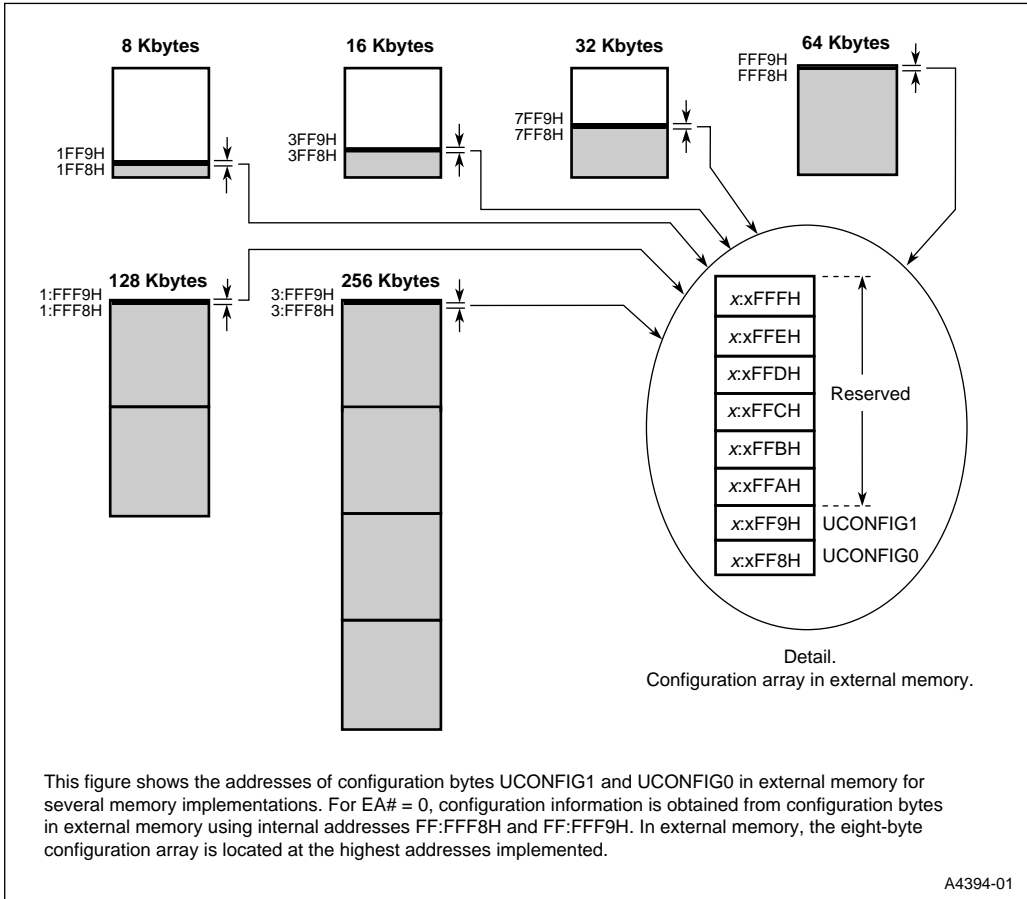 8 Kbytes
16 Kbytes
32 Kbytes
64 Kbytes
1FF9H
1FF8H
3FF9H
3FF8H
7FF9H
7FF8H
FFF9H
FFF8H
128 Kbytes
256 Kbytes
1:FFF9H
1:FFF8H
3:FFF9H
3:FFF8H
x:xFFFH
x:xFFEH
x:xFFDH
x:xFFCH
x:xFFBH
x:xFFAH
x:xFF9H
x:xFF8H
Reserved
UCONFIG1
UCONFIG0
Detail.
Configuration array in external memory.
This figure shows the addresses of configuration bytes UCONFIG1 and UCONFIG0 in external memory for
several memory implementations. For EA# = 0, configuration information is obtained from configuration bytes
in external memory using internal addresses FF:FFF8H and FF:FFF9H. In external memory, the eight-byte
configuration array is located at the highest addresses implemented.
A4394-01